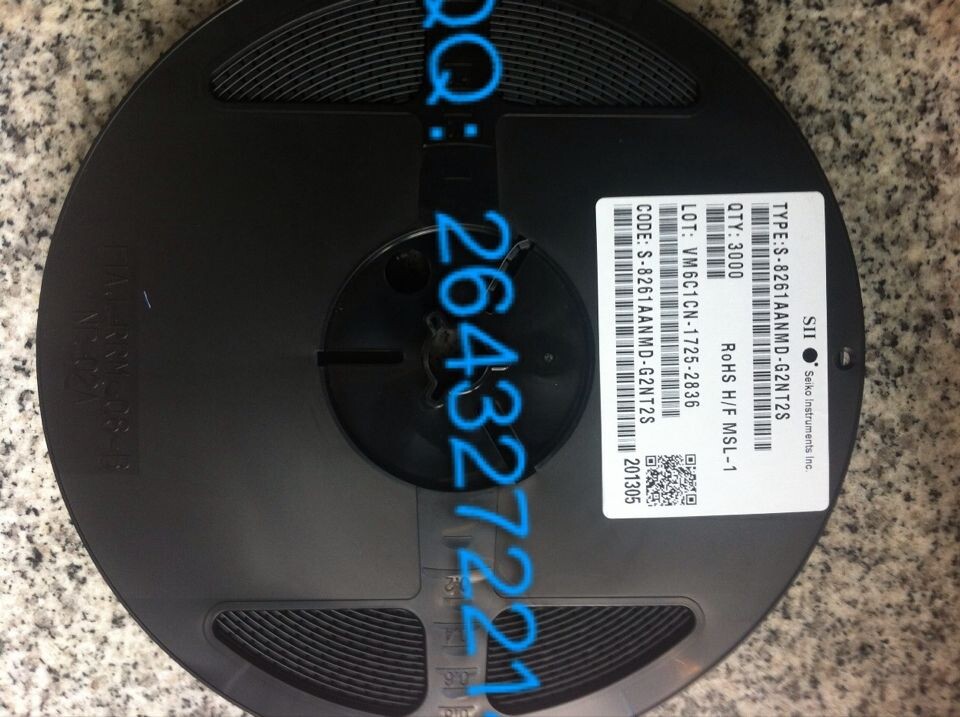 SII Seiko Instruments Inc.
TYPE:S-8261AANMD-G2NT2S
QTY: 3000 RoHS H/F MSL-1
LOT: VM6C1CN-1725-2836
CODE: S-8261AANMD-G2NT2S
201305
QQ: 2643277221